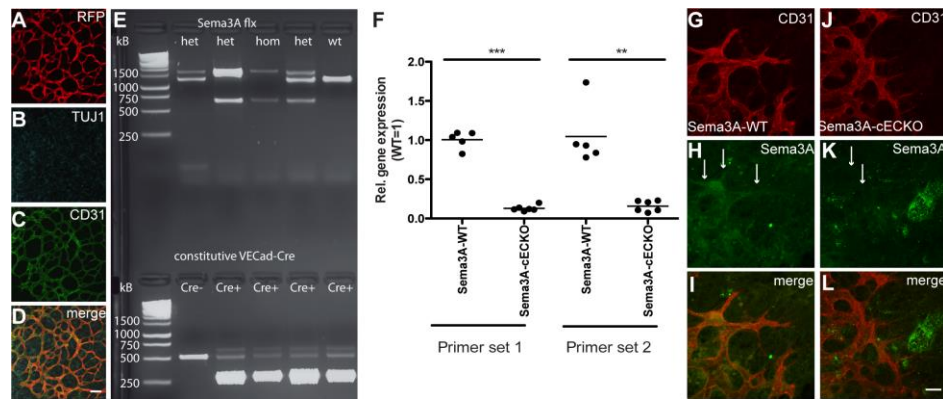 A
RFP
B
TUJ1
C
CD31
D
merge
E
Sema3A flx
kB
het het hom het wt
1500
1000
750
500
250
constitutive VECad-Cre
kB
Cre- Cre+ Cre+ Cre+ Cre+
1500
1000
750
500
250
F
Rel. gene expression
(WT=1)
2.0
1.5
1.0
0.5
0.0
***
**
Sema3A-WT
Sema3A-cECKO
Sema3A-WT
Sema3A-cECKO
Primer set 1
Primer set 2
G
CD31
Sema3A-WT
H
Sema3A
I
merge
J
CD31
Sema3A-cECKO
K
Sema3A
L
merge